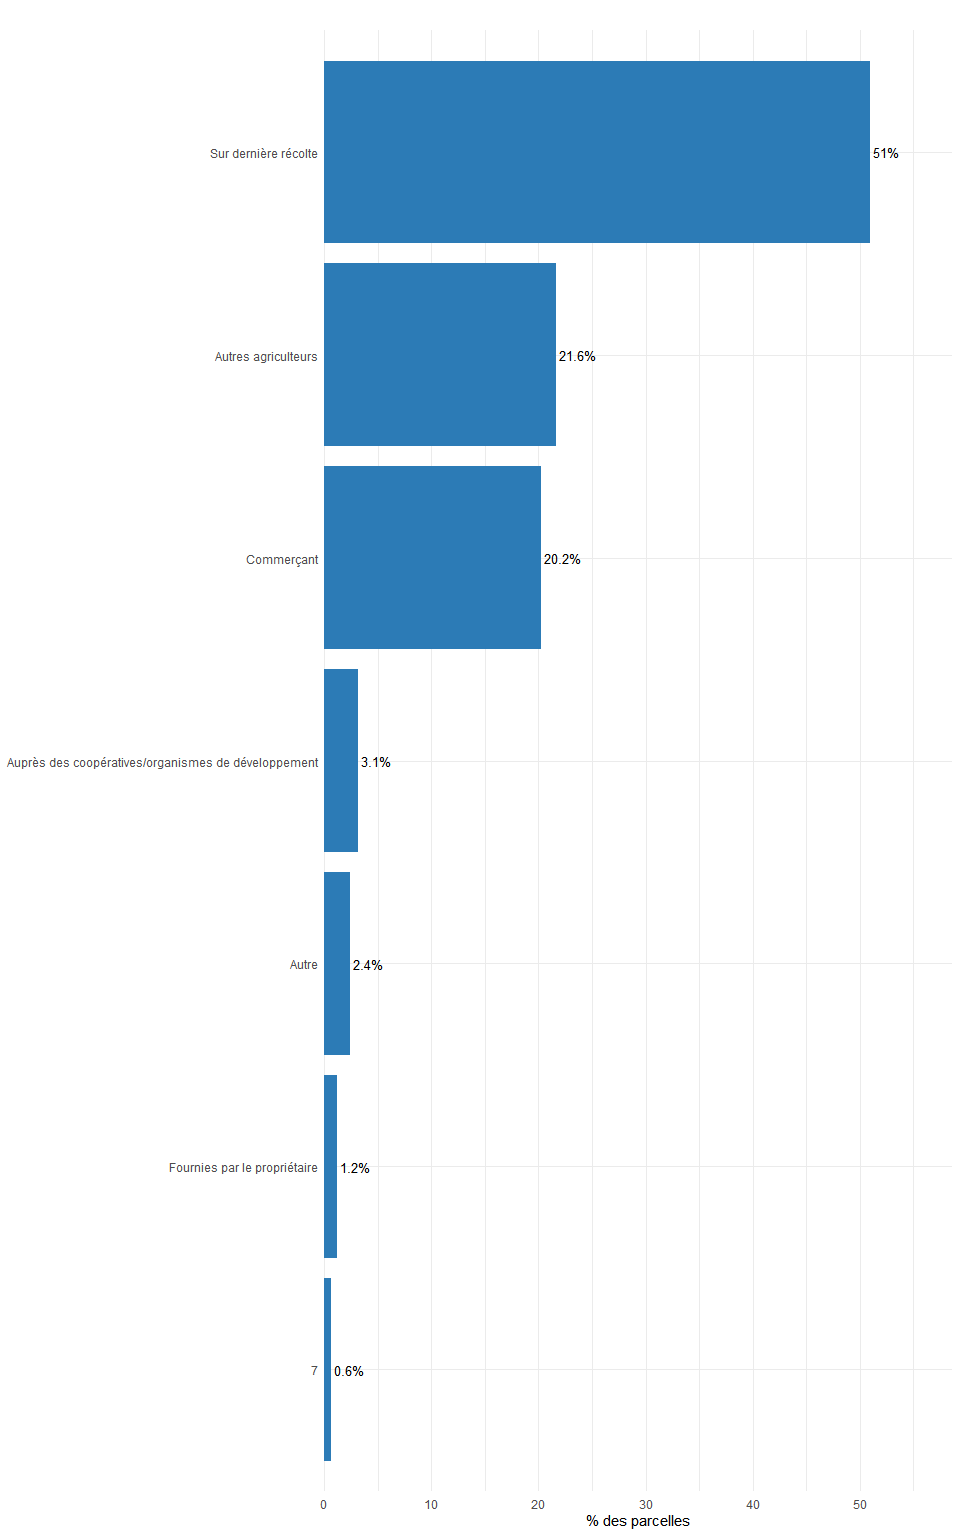 Sur dernière récolte
51%
Autres agriculteurs
21.6%
Commerçant
20.2%
Auprès des coopératives/organismes de développement
3.1%
Autre
2.4%
Fournies par le propriétaire
1.2%
7
0.6%
0 10 20 30 40 50
% des parcelles